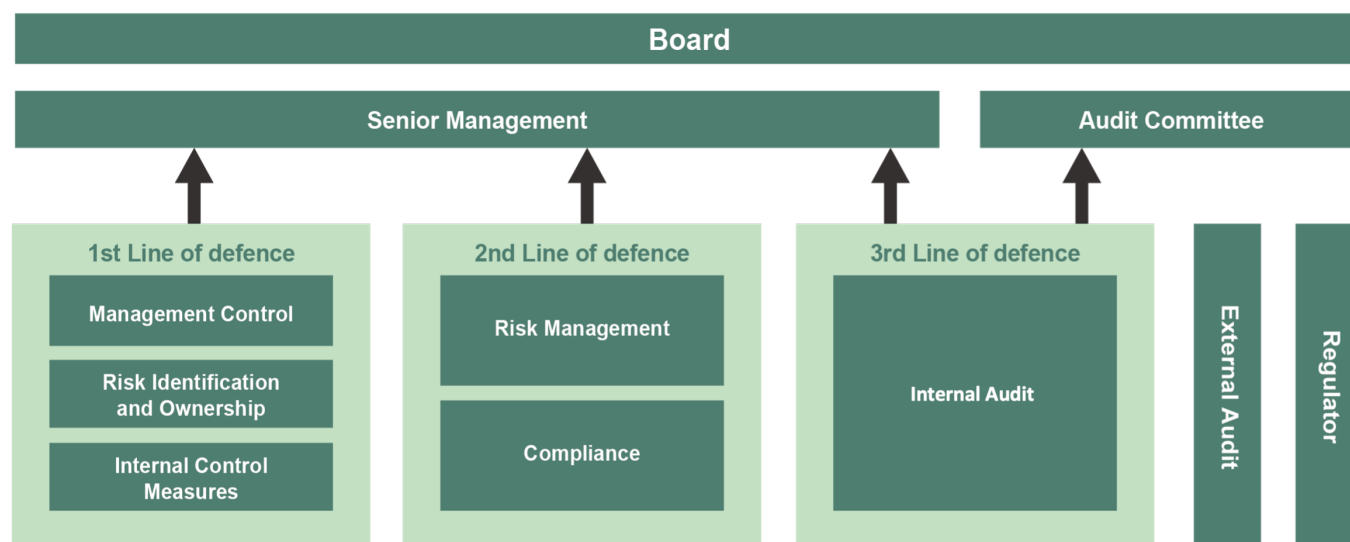 Board
Senior Management
Audit Committee
1st Line of defence
Management Control
Risk Identification
and Ownership
Internal Control
Measures
2nd Line of defence
Risk Management
Compliance
3rd Line of defence
Internal Audit
External Audit
Regulator